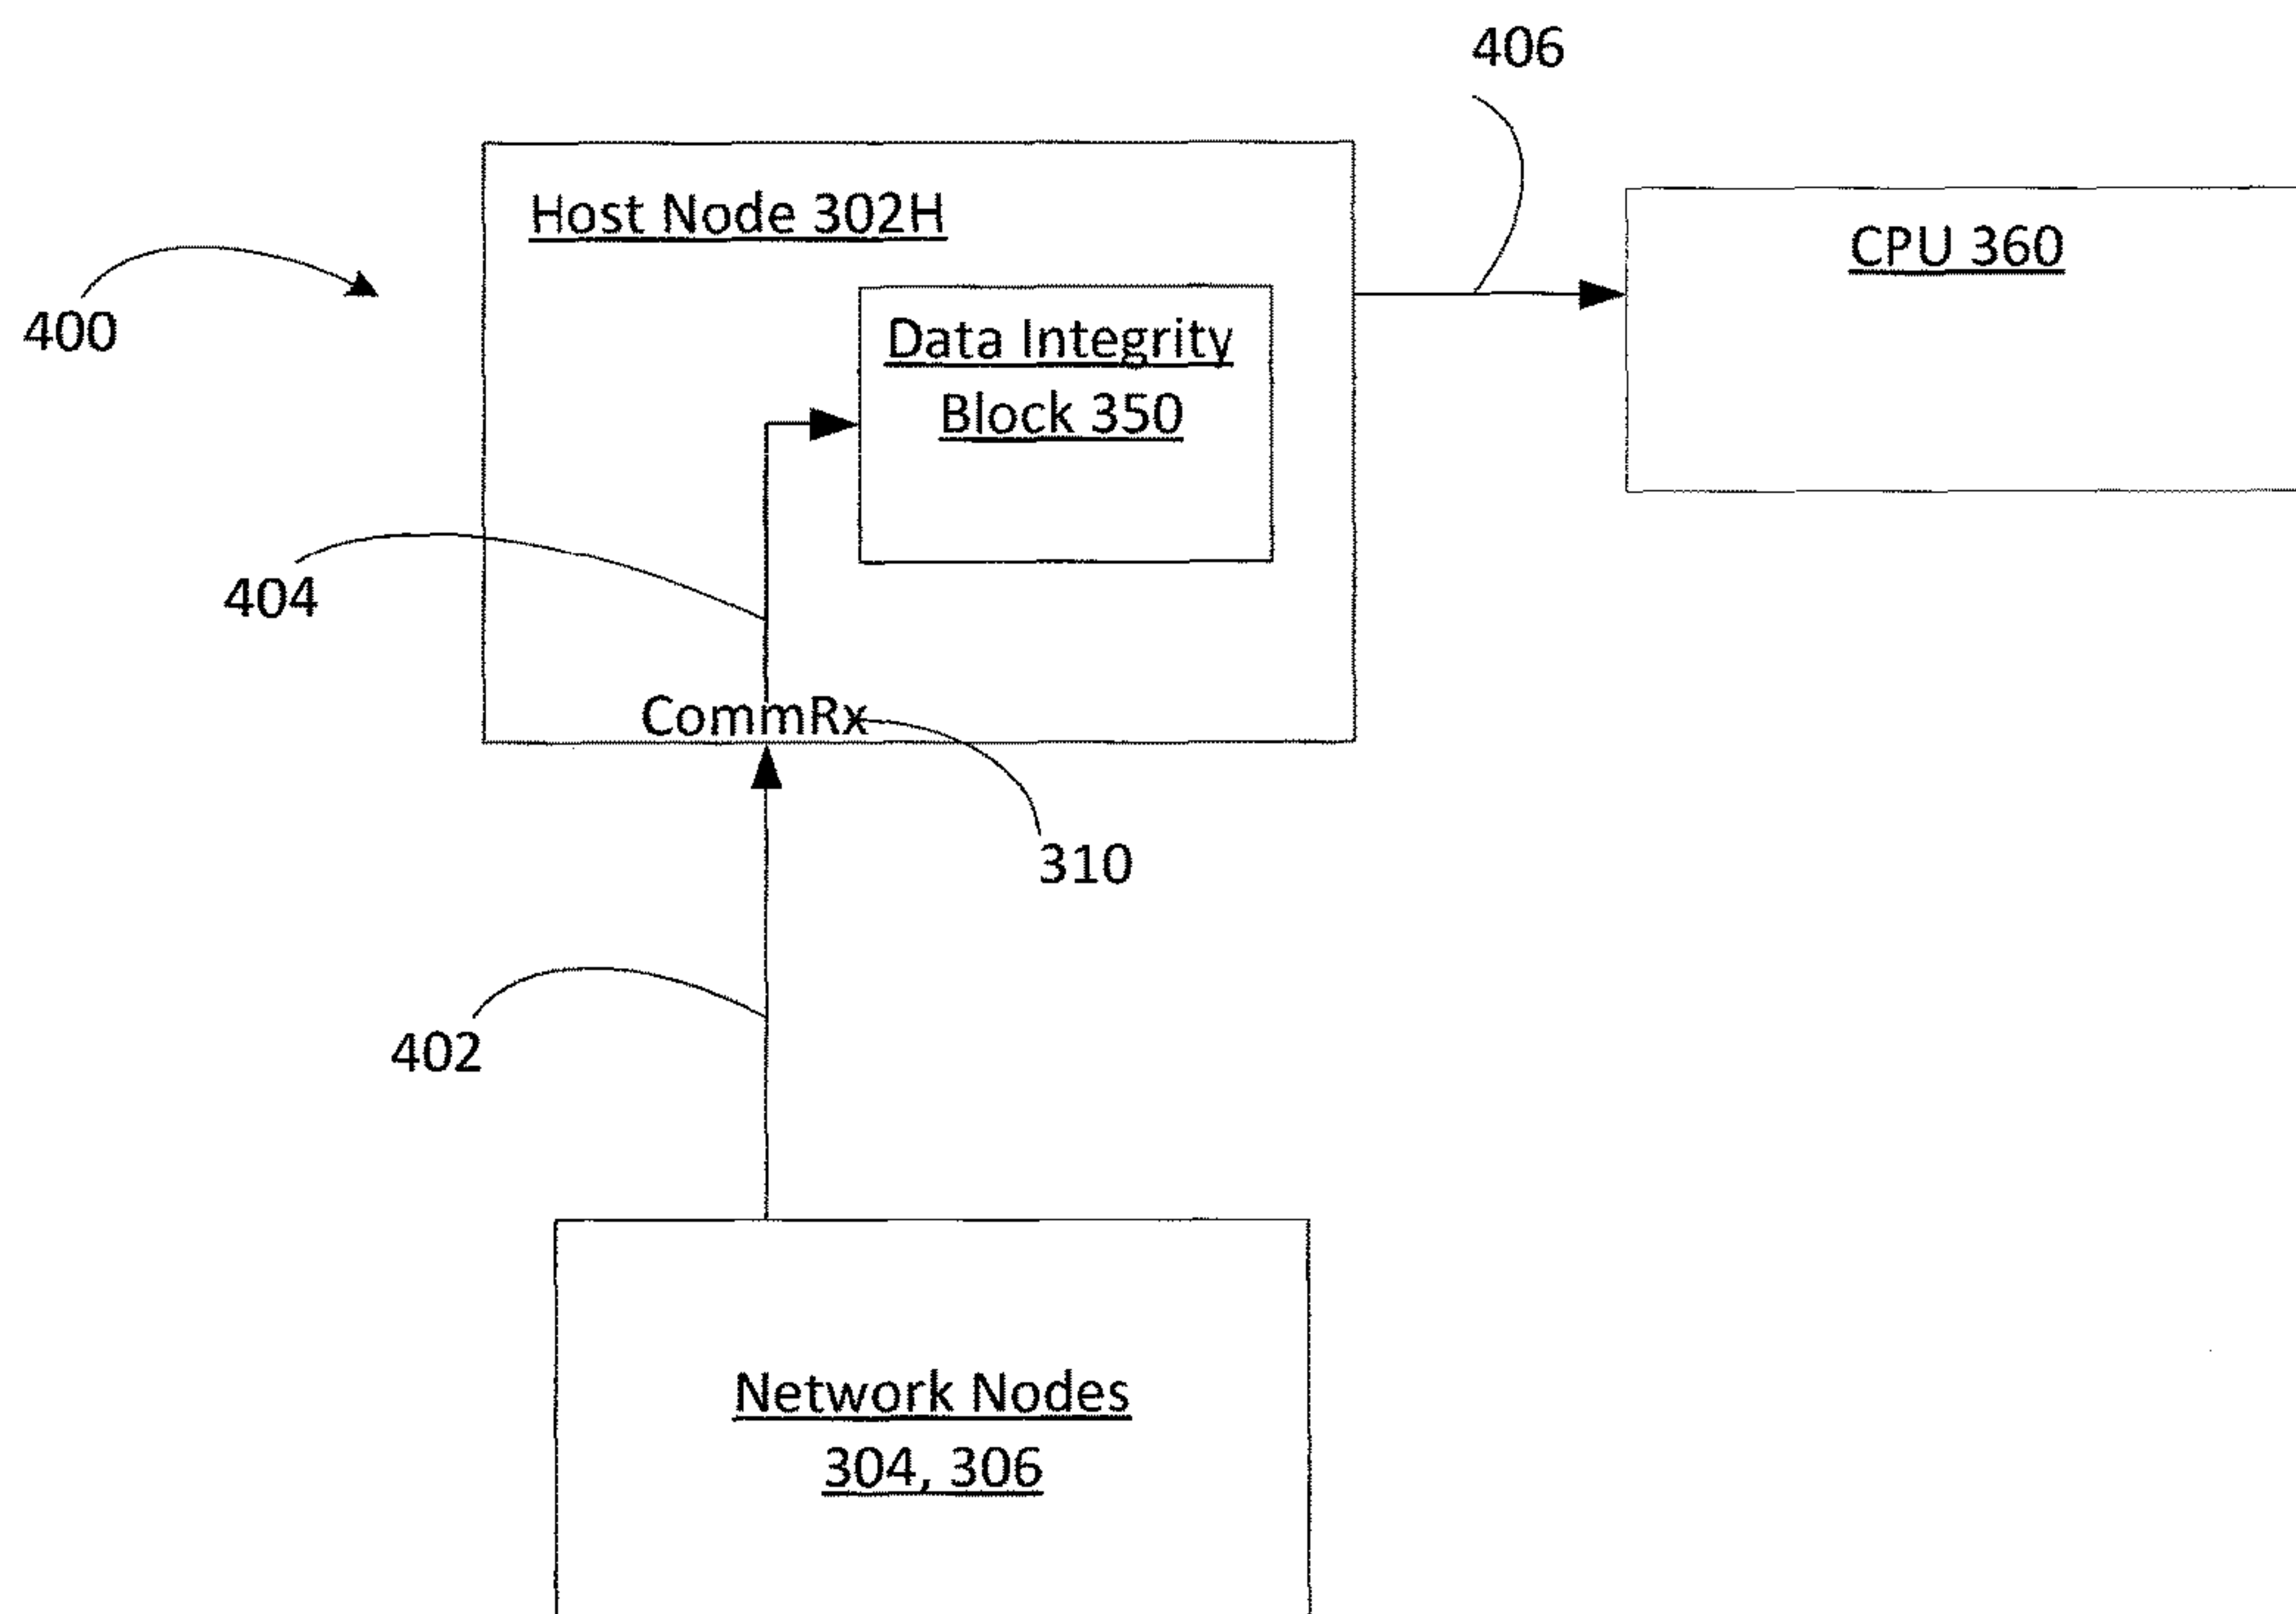 406
Host Node 302H
CPU 360
400
Data Integrity
Block 350
404
CommRx
310
402
Network Nodes
304, 306